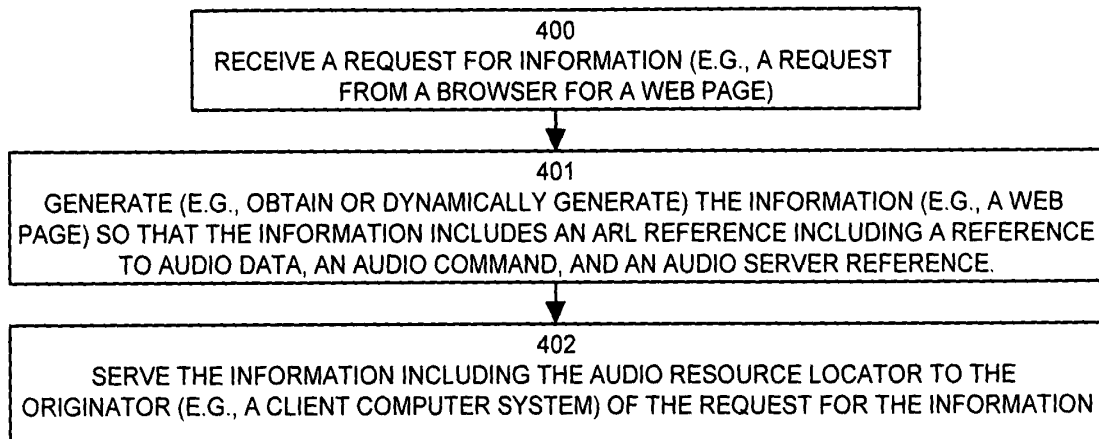 400
RECEIVE A REQUEST FOR INFORMATION (E.G., A REQUEST
FROM A BROWSER FOR A WEB PAGE)
401
GENERATE (E.G., OBTAIN OR DYNAMICALLY GENERATE) THE INFORMATION (E.G., A WEB
PAGE) SO THAT THE INFORMATION INCLUDES AN ARL REFERENCE INCLUDING A REFERENCE
TO AUDIO DATA, AN AUDIO COMMAND, AND AN AUDIO SERVER REFERENCE.
402
SERVE THE INFORMATION INCLUDING THE AUDIO RESOURCE LOCATOR TO THE
ORIGINATOR (E.G., A CLIENT COMPUTER SYSTEM) OF THE REQUEST FOR THE INFORMATION